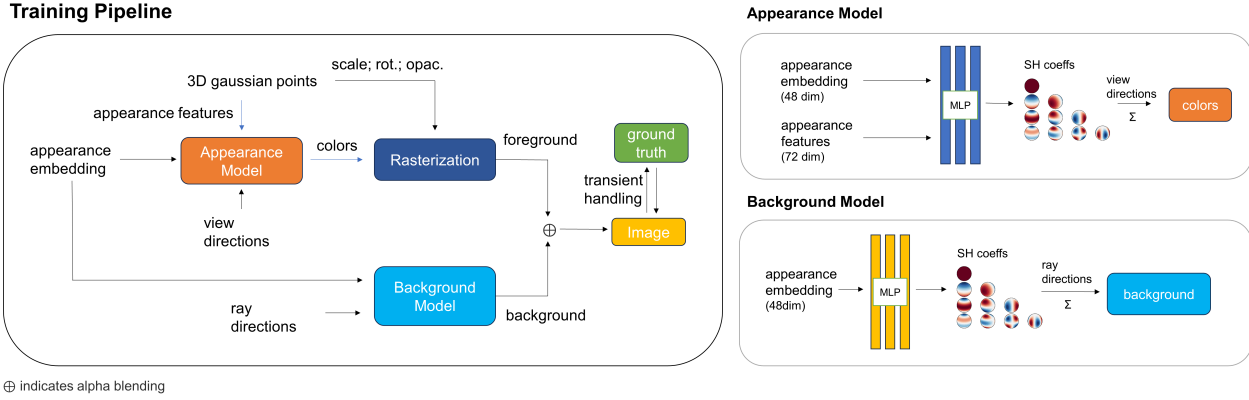 Training Pipeline
scale; rot.; opac.
3D gaussian points
appearance features
appearance
embedding
Appearance
Model
colors
Rasterization
foreground
ground
truth
transient
handling
view
directions
⊕
Image
Background
Model
ray
directions
background
⊕ indicates alpha blending
Appearance Model
appearance
embedding
(48 dim)
appearance
features
(72 dim)
MLP
SH coeffs
view
directions
Σ
colors
Background Model
appearance
embedding
(48dim)
MLP
SH coeffs
ray
directions
Σ
background